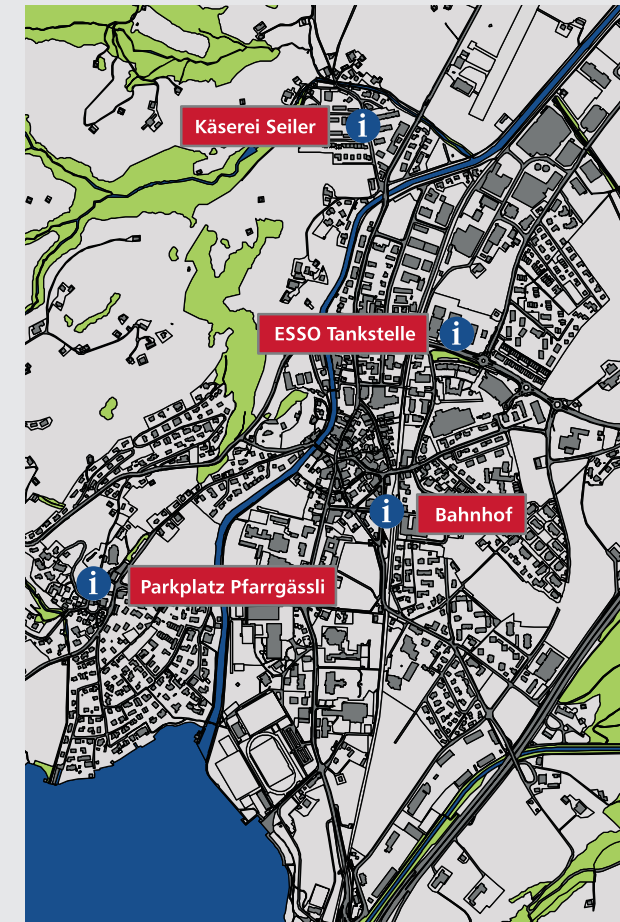 Käserei Seiler
i
ESSO Tankstelle
i
i
Bahnhof
i
Parkplatz Pfarrgässli